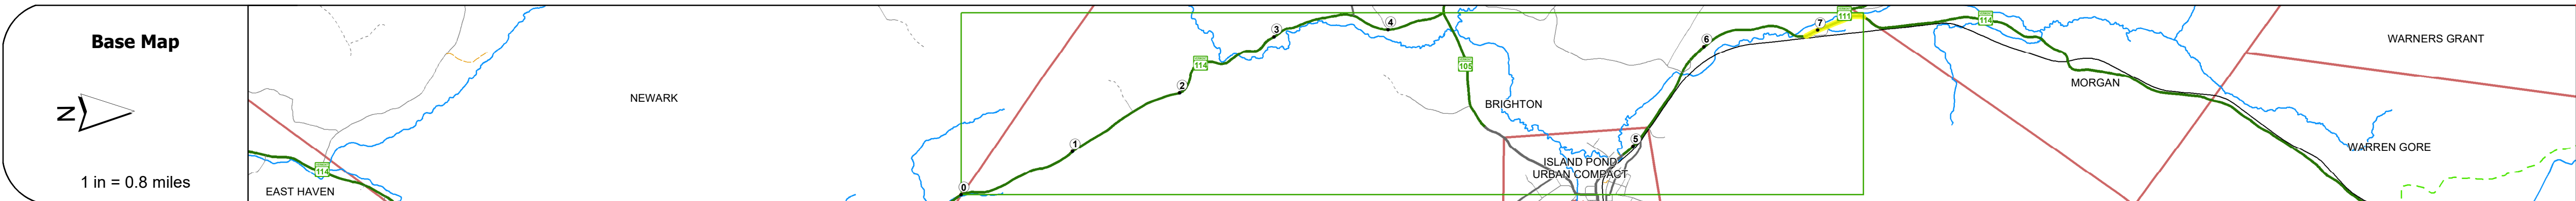 Base Map
N
1 in = 0.8 miles
114
EAST HAVEN
NEWARK
0
1
2
114
3
4
105
BRIGHTON
ISLAND POND
URBAN COMPACT
5
6
7
111
114
MORGAN
WARNERS GRANT
WARREN GORE